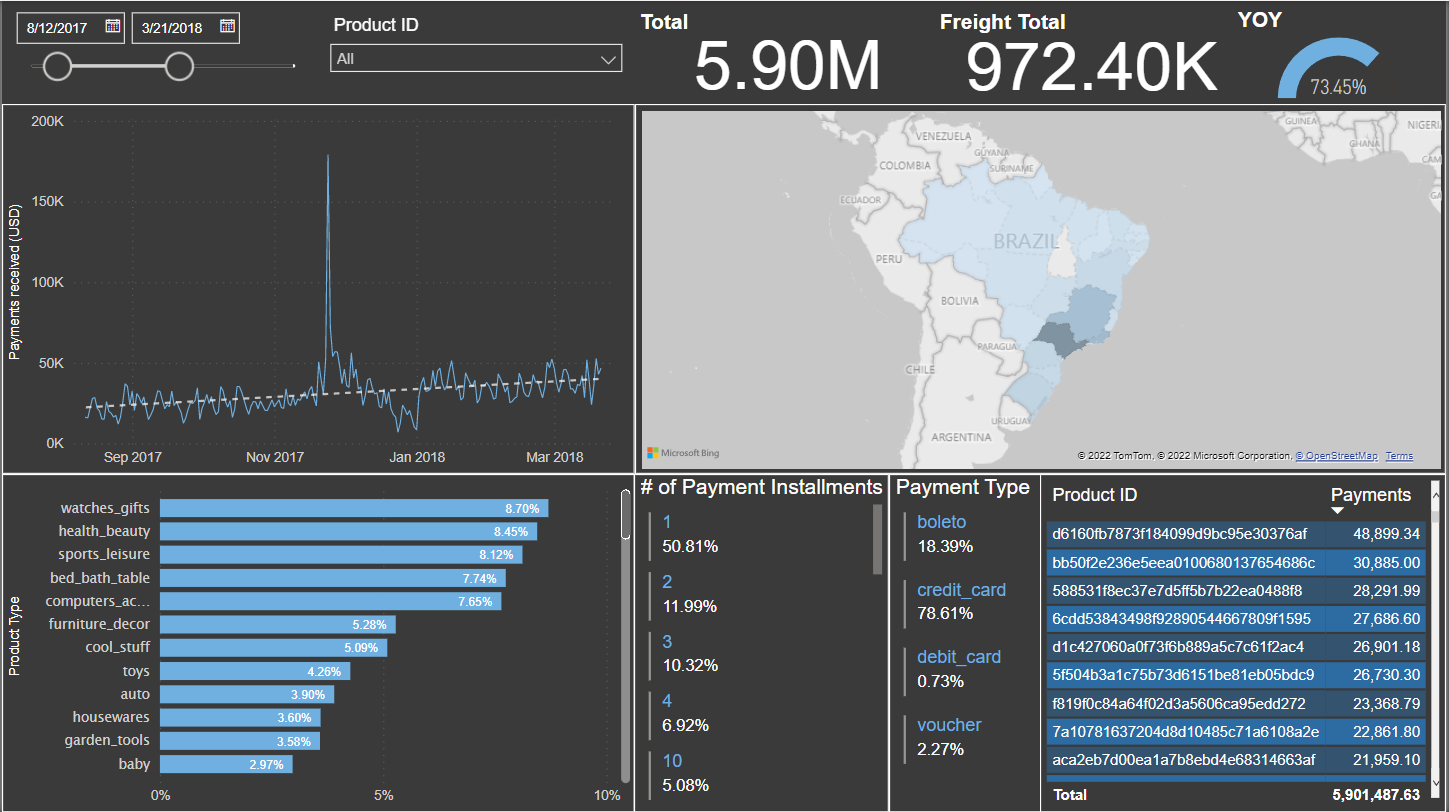 8/12/2017
3/21/2018
Product ID
All
Total
5.90M
Freight Total
972.40K
YOY
73.45%
Payments received (USD)
200K
150K
100K
50K
0K
Sep 2017
Nov 2017
Jan 2018
Mar 2018
VENEZUELA
GUYANA
SURINAME
COLOMBIA
ECUADOR
BRAZIL
PERU
BOLIVIA
PARAGUA
CHILE
URUGUAY
ARGENTINA
GUINEA
GHANA
NIGERI
CAM
GA
Microsoft Bing
© 2022 TomTom, © 2022 Microsoft Corporation, © OpenStreetMap Terms
Product Type
watches_gifts 8.70%
health_beauty 8.45%
sports_leisure 8.12%
bed_bath_table 7.74%
computers_ac... 7.65%
furniture_decor 5.28%
cool_stuff 5.09%
toys 4.26%
auto 3.90%
housewares 3.60%
garden_tools 3.58%
baby 2.97%
0%
5%
10%
# of Payment Installments
1
50.81%
2
11.99%
3
10.32%
4
6.92%
10
5.08%
Payment Type
boleto
18.39%
credit_card
78.61%
debit_card
0.73%
voucher
2.27%
Product ID Payments
d6160fb7873f184099d9bc95e30376af 48,899.34
bb50f2e236e5eea0100680137654686c 30,885.00
588531f8ec37e7d5ff5b7b22ea0488f8 28,291.99
6cdd53843498f92890544667809f1595 27,686.60
d1c427060a0f73f6b889a5c7c61f2ac4 26,901.18
5f504b3a1c75b73d6151be81eb05bdc9 26,730.30
f819f0c84a64f02d3a5606ca95edd272 23,368.79
7a10781637204d8d10485c71a6108a2e 22,861.80
aca2eb7d00ea1a7b8ebd4e68314663af 21,959.10
Total 5,901,487.63